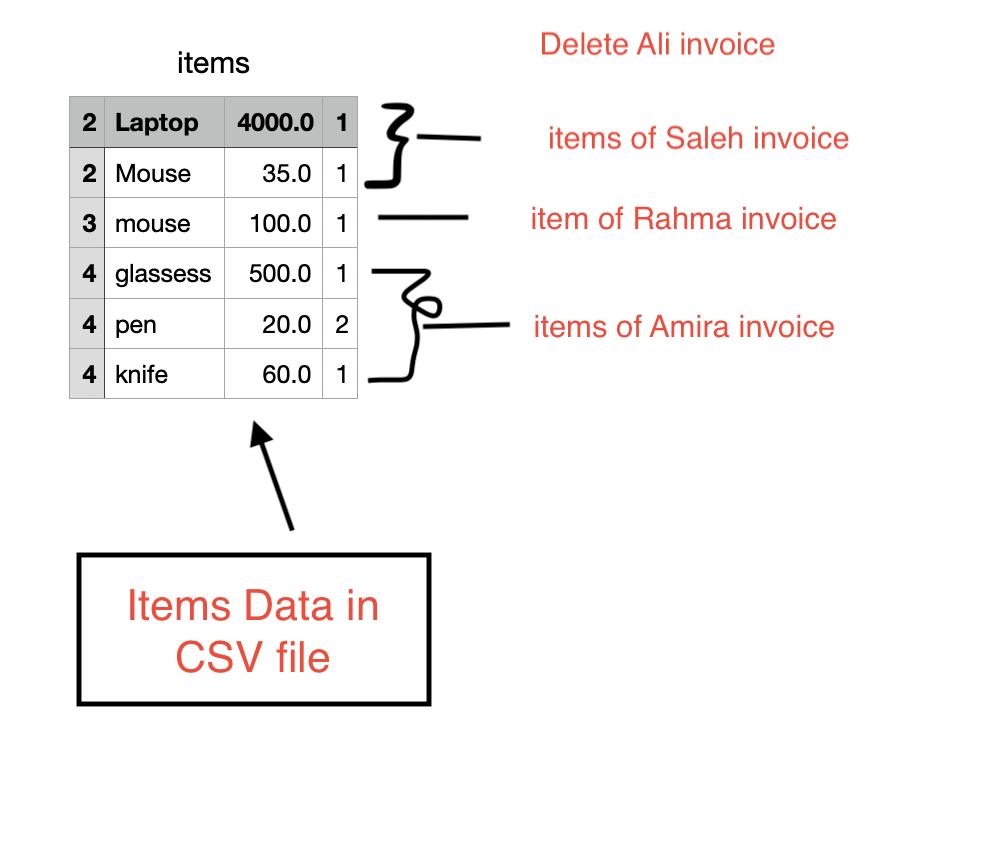 Delete Ali invoice
items
2 Laptop 4000.0 1
2 Mouse 35.0 1
items of Saleh invoice
3 mouse 100.0 1
item of Rahma invoice
4 glassess 500.0 1
4 pen 20.0 2
items of Amira invoice
4 knife 60.0 1
Items Data in
CSV file